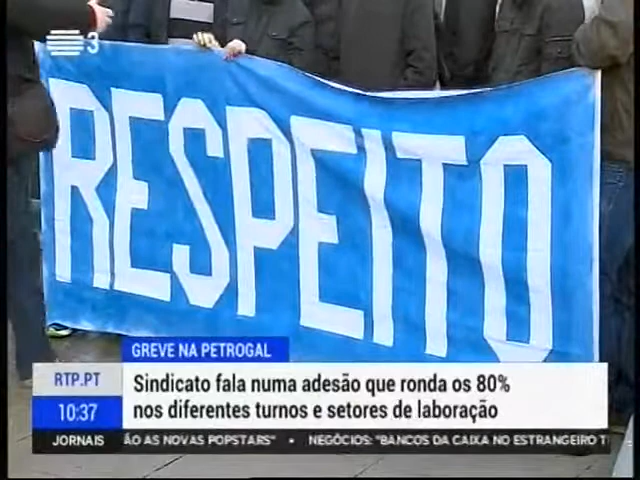 3
RESPEITO
GREVE NA PETROGAL
RTP.PT
Sindicato fala numa adesão que ronda os 80%
10:37
nos diferentes turnos e setores de laboração
JORNAIS
ÃO AS NOVAS POPSTARS" • NEGÓCIOS: "BANCOS DA CAIXA NO ESTRANGEIRO T